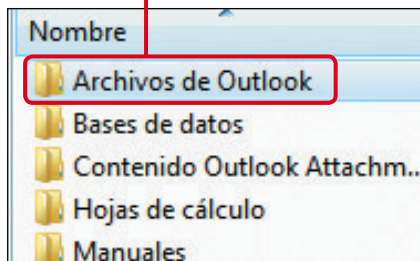 Nombre
Archivos de Outlook
Bases de datos
Contenido Outlook Attachm...
Hojas de cálculo
Manuales